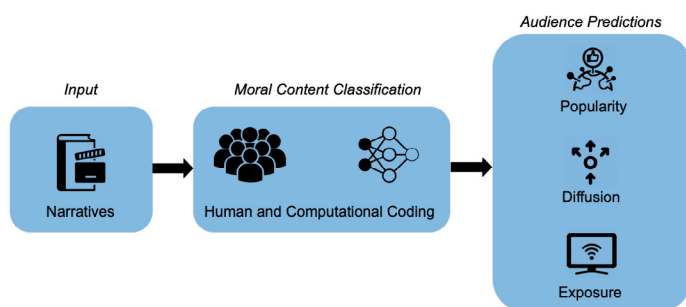 Input
Narratives
Moral Content Classification
Human and Computational Coding
Audience Predictions
Popularity
Diffusion
Exposure